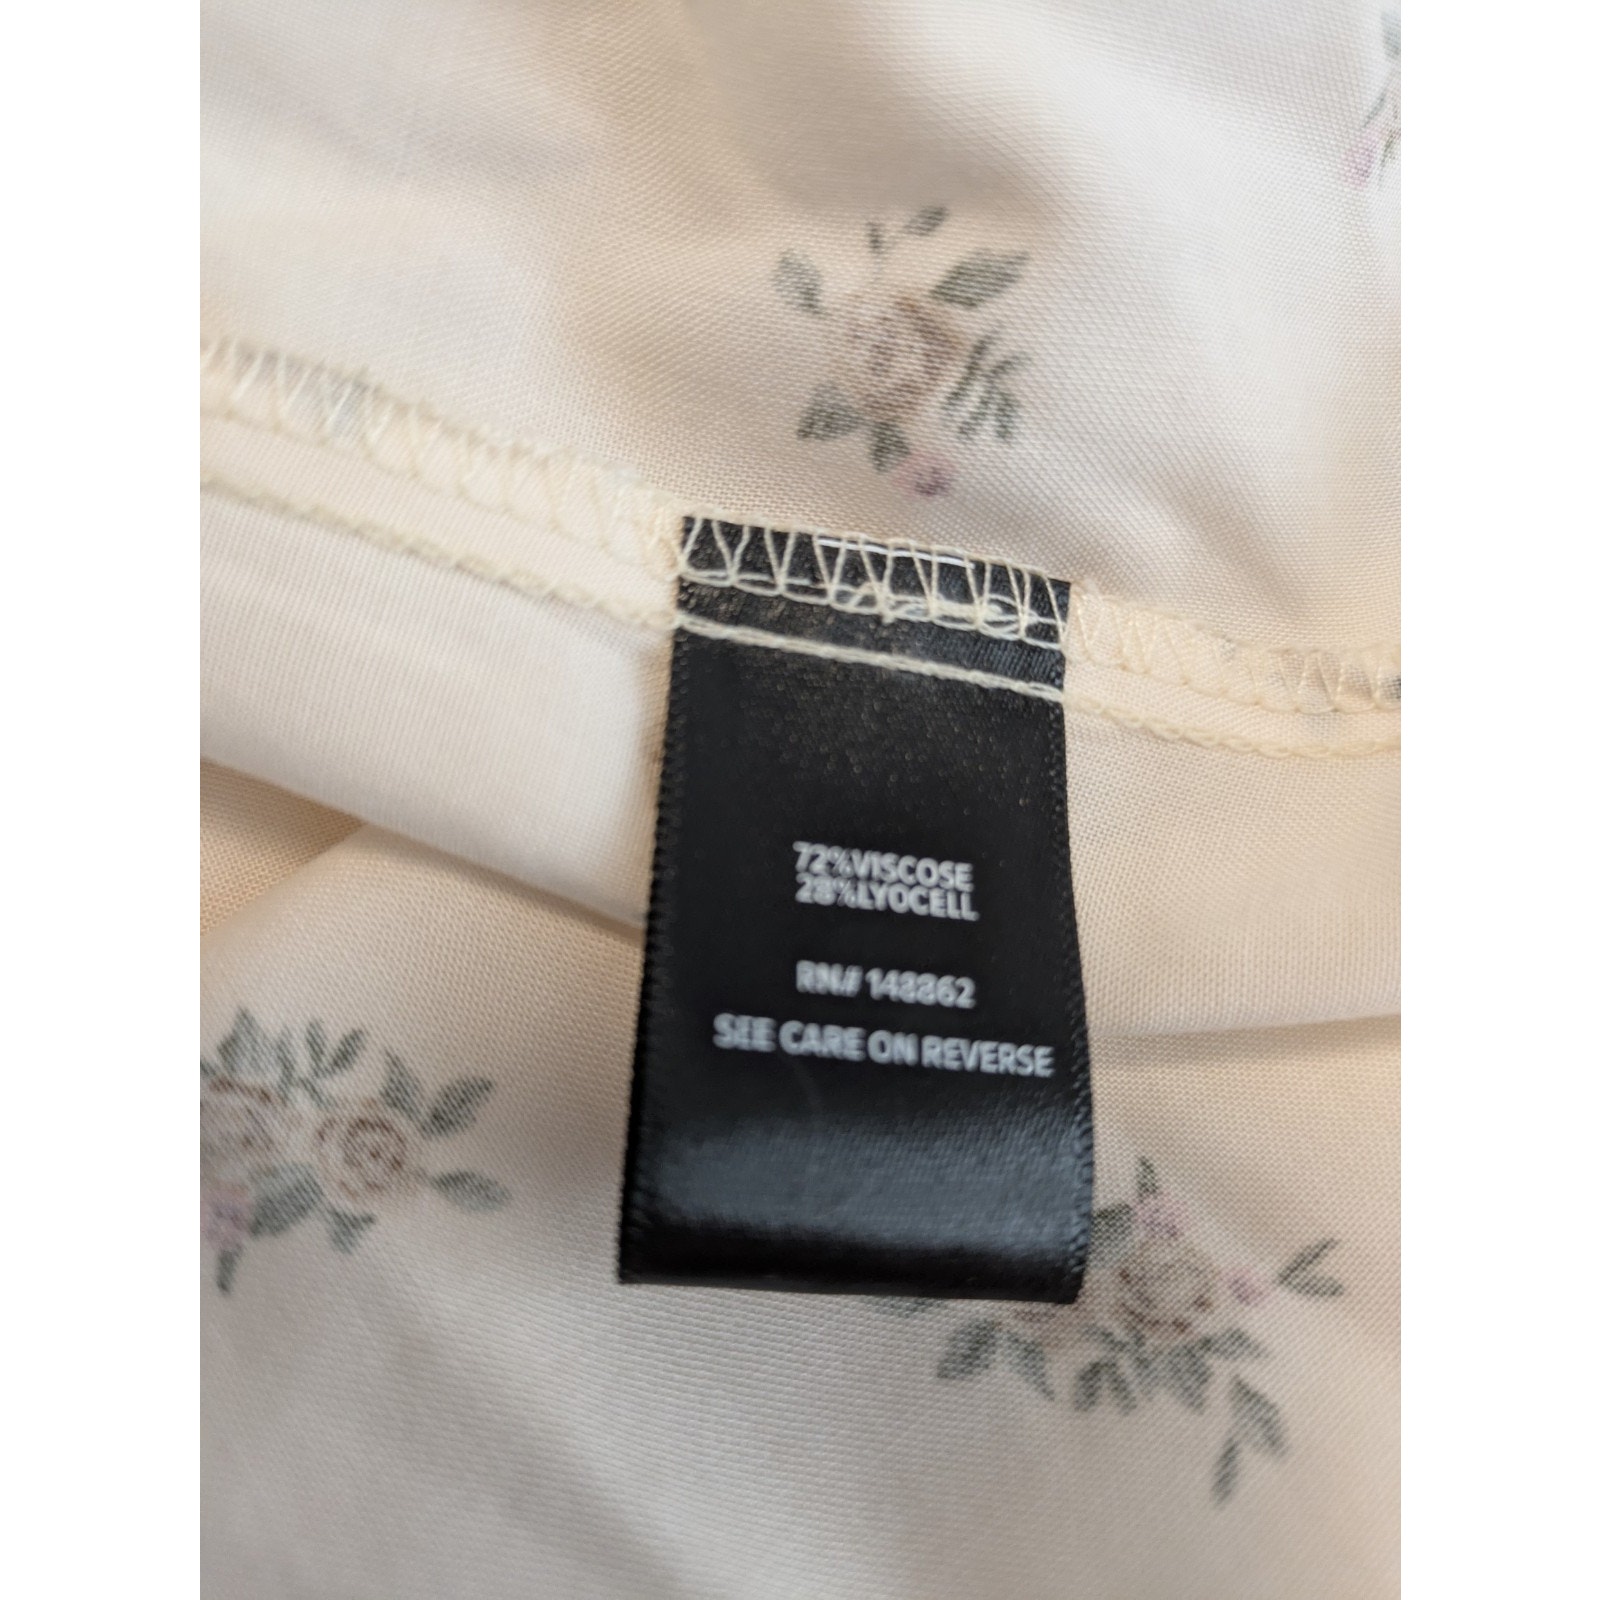 72%VISCOSE
28%LYOCELL
RN# 148862
SEE CARE ON REVERSE